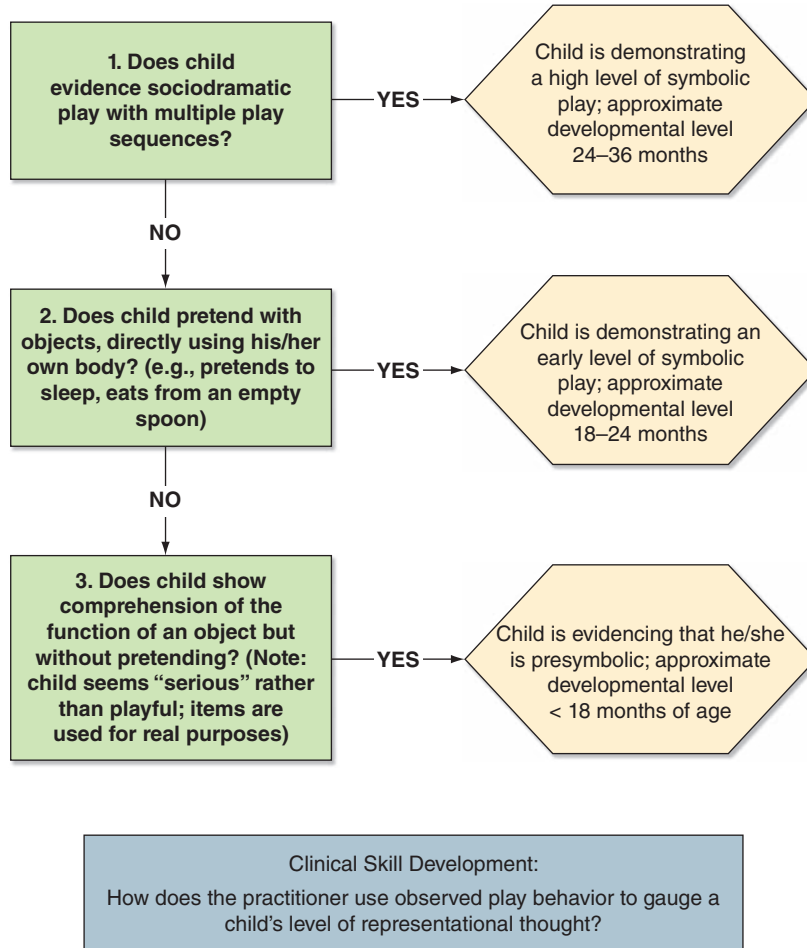 1. Does child
evidence sociodramatic
play with multiple play
sequences?
YES
Child is demonstrating
a high level of symbolic
play; approximate
developmental level
24–36 months
NO
2. Does child pretend with
objects, directly using his/her
own body? (e.g., pretends to
sleep, eats from an empty
spoon)
YES
Child is demonstrating an
early level of symbolic
play; approximate
developmental level
18–24 months
NO
3. Does child show
comprehension of the
function of an object but
without pretending? (Note:
child seems “serious” rather
than playful; items are
used for real purposes)
YES
Child is evidencing that he/she
is presymbolic; approximate
developmental level
< 18 months of age
Clinical Skill Development:
How does the practitioner use observed play behavior to gauge a
child’s level of representational thought?